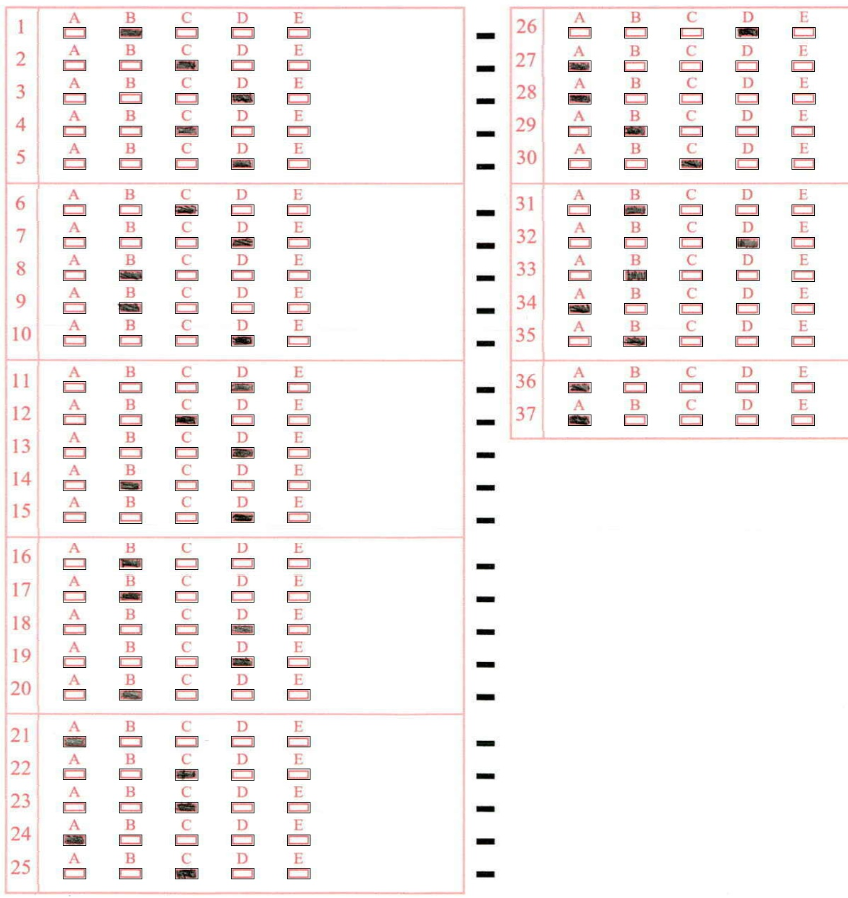 A B C D E
1
A B C D E
2
A B C D E
3
A B C D E
4
A B C D E
5
A B C D E
6
A B C D E
7
A B C D E
8
A B C D E
9
A B C D E
10
A B C D E
11
A B C D E
12
A B C D E
13
A B C D E
14
A B C D E
15
A B C D E
16
A B C D E
17
A B C D E
18
A B C D E
19
A B C D E
20
A B C D E
21
A B C D E
22
A B C D E
23
A B C D E
24
A B C D E
25
A B C D E
26
A B C D E
27
A B C D E
28
A B C D E
29
A B C D E
30
A B C D E
31
A B C D E
32
A B C D E
33
A B C D E
34
A B C D E
35
A B C D E
36
A B C D E
37